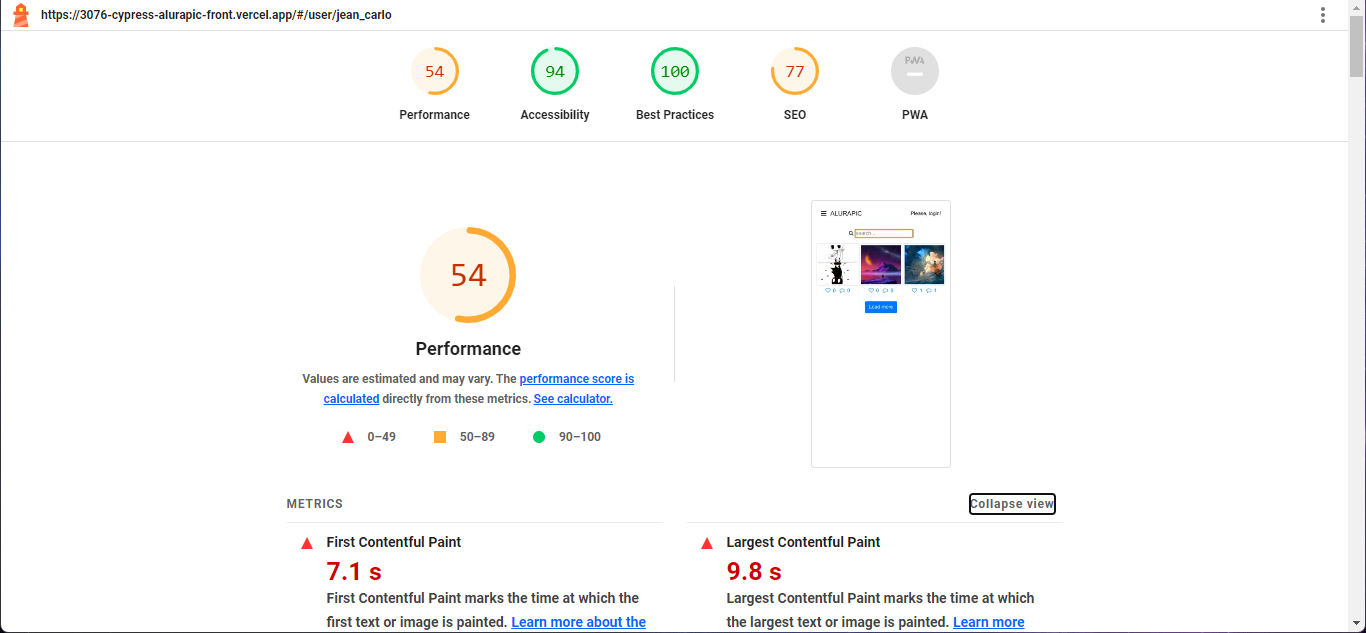 https://3076-cypress-alurapic-front.vercel.app/#/user/jean_carlo
54
94
100
77
PWA
Performance
Accessibility
Best Practices
SEO
PWA
54
Performance
Values are estimated and may vary. The performance score is
calculated directly from these metrics. See calculator.
0–49
50–89
90–100
ALURAPIC
Please, login!
search...
0 0
0 0
1 1
Load more
METRICS
Collapse view
First Contentful Paint
7.1 s
First Contentful Paint marks the time at which the
first text or image is painted. Learn more about the
Largest Contentful Paint
9.8 s
Largest Contentful Paint marks the time at which
the largest text or image is painted. Learn more